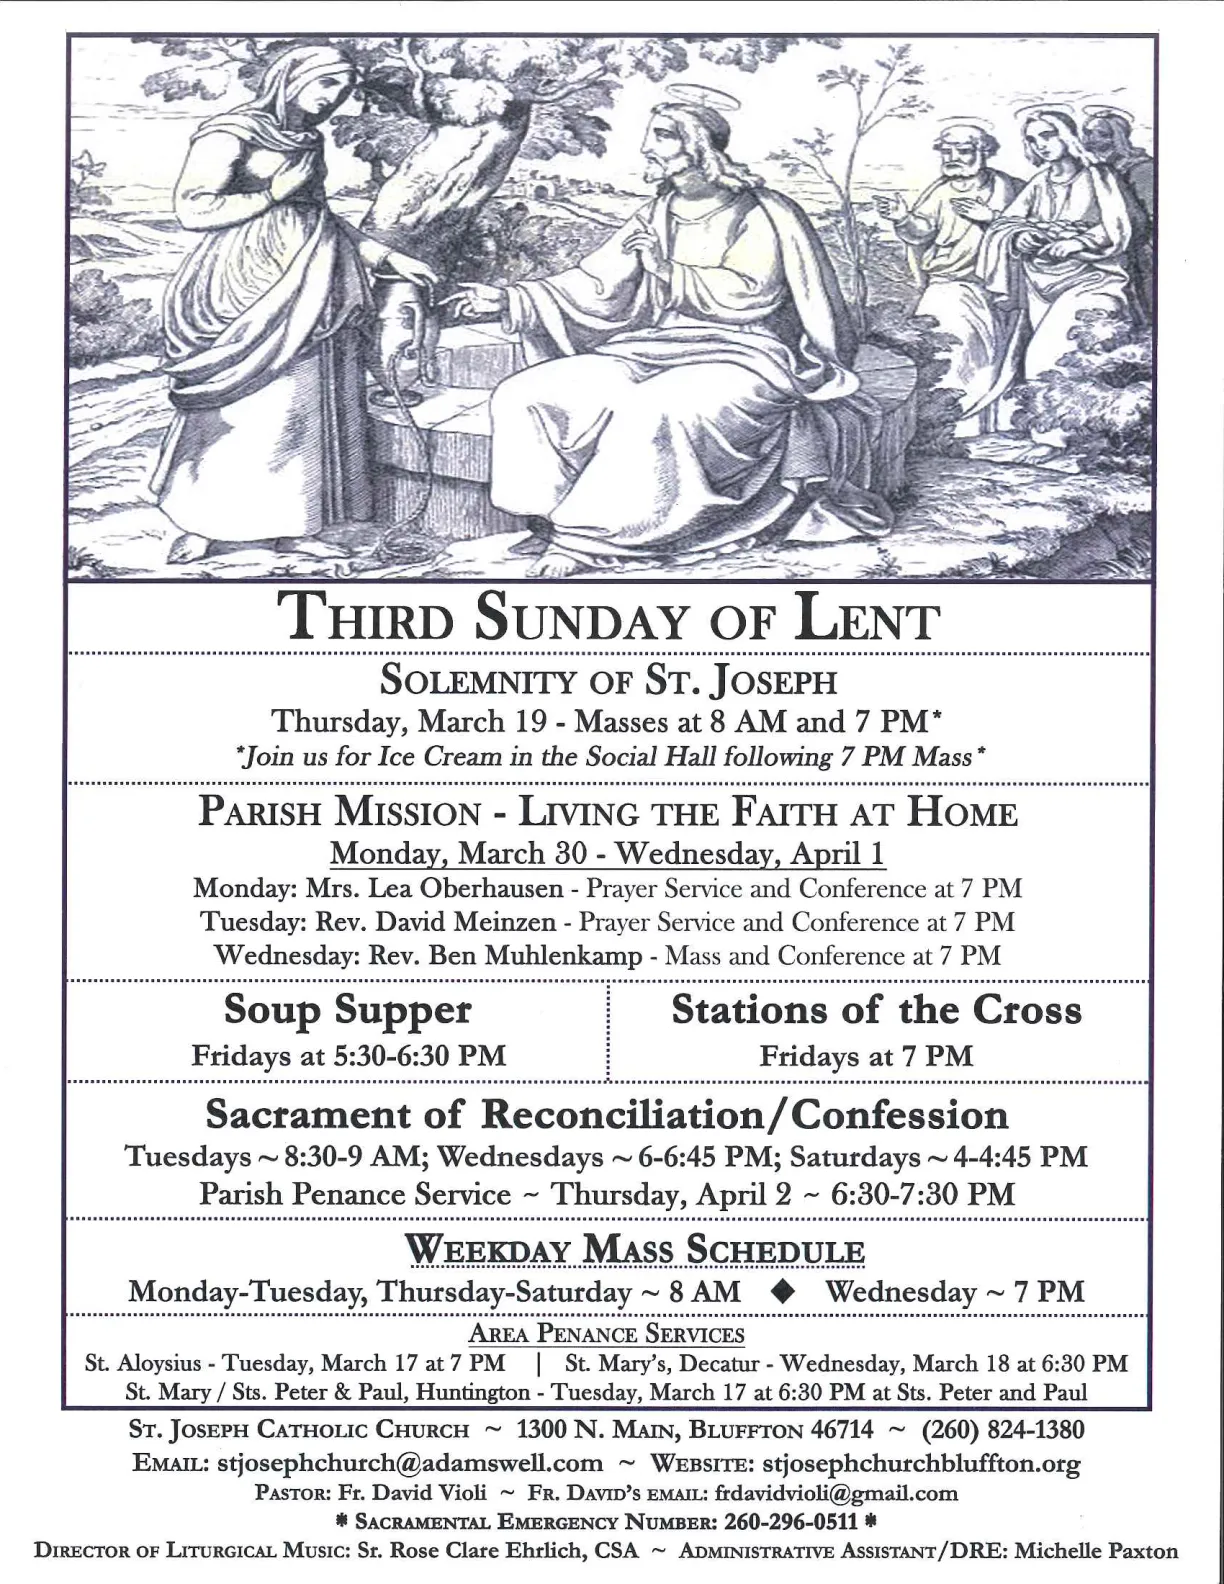 Third Sunday of Lent
Solemnity of St. Joseph
Thursday, March 19 - Masses at 8 AM and 7 PM*
*Join us for Ice Cream in the Social Hall following 7 PM Mass*
Parish Mission - Living the Faith at Home
Monday, March 30 - Wednesday, April 1
Monday: Mrs. Lea Oberhausen - Prayer Service and Conference at 7 PM
Tuesday: Rev. David Meinzen - Prayer Service and Conference at 7 PM
Wednesday: Rev. Ben Muhlenkamp - Mass and Conference at 7 PM
Soup Supper
Fridays at 5:30-6:30 PM
Stations of the Cross
Fridays at 7 PM
Sacrament of Reconciliation/Confession
Tuesdays ~ 8:30-9 AM; Wednesdays ~ 6-6:45 PM; Saturdays ~ 4-4:45 PM
Parish Penance Service ~ Thursday, April 2 ~ 6:30-7:30 PM
Weekday Mass Schedule
Monday-Tuesday, Thursday-Saturday ~ 8 AM ◆ Wednesday ~ 7 PM
Area Penance Services
St. Aloysius - Tuesday, March 17 at 7 PM | St. Mary's, Decatur - Wednesday, March 18 at 6:30 PM
St. Mary / Sts. Peter & Paul, Huntington - Tuesday, March 17 at 6:30 PM at Sts. Peter and Paul
St. Joseph Catholic Church ~ 1300 N. Main, Bluffton 46714 ~ (260) 824-1380
Email: stjosephchurch@adamswell.com ~ Website: stjosephchurchbluffton.org
Pastor: Fr. David Violi ~ Fr. David's email: frdavidvioli@gmail.com
* Sacramental Emergency Number: 260-296-0511 *
Director of Liturgical Music: Sr. Rose Clare Ehrlich, CSA ~ Administrative Assistant/DRE: Michelle Paxton